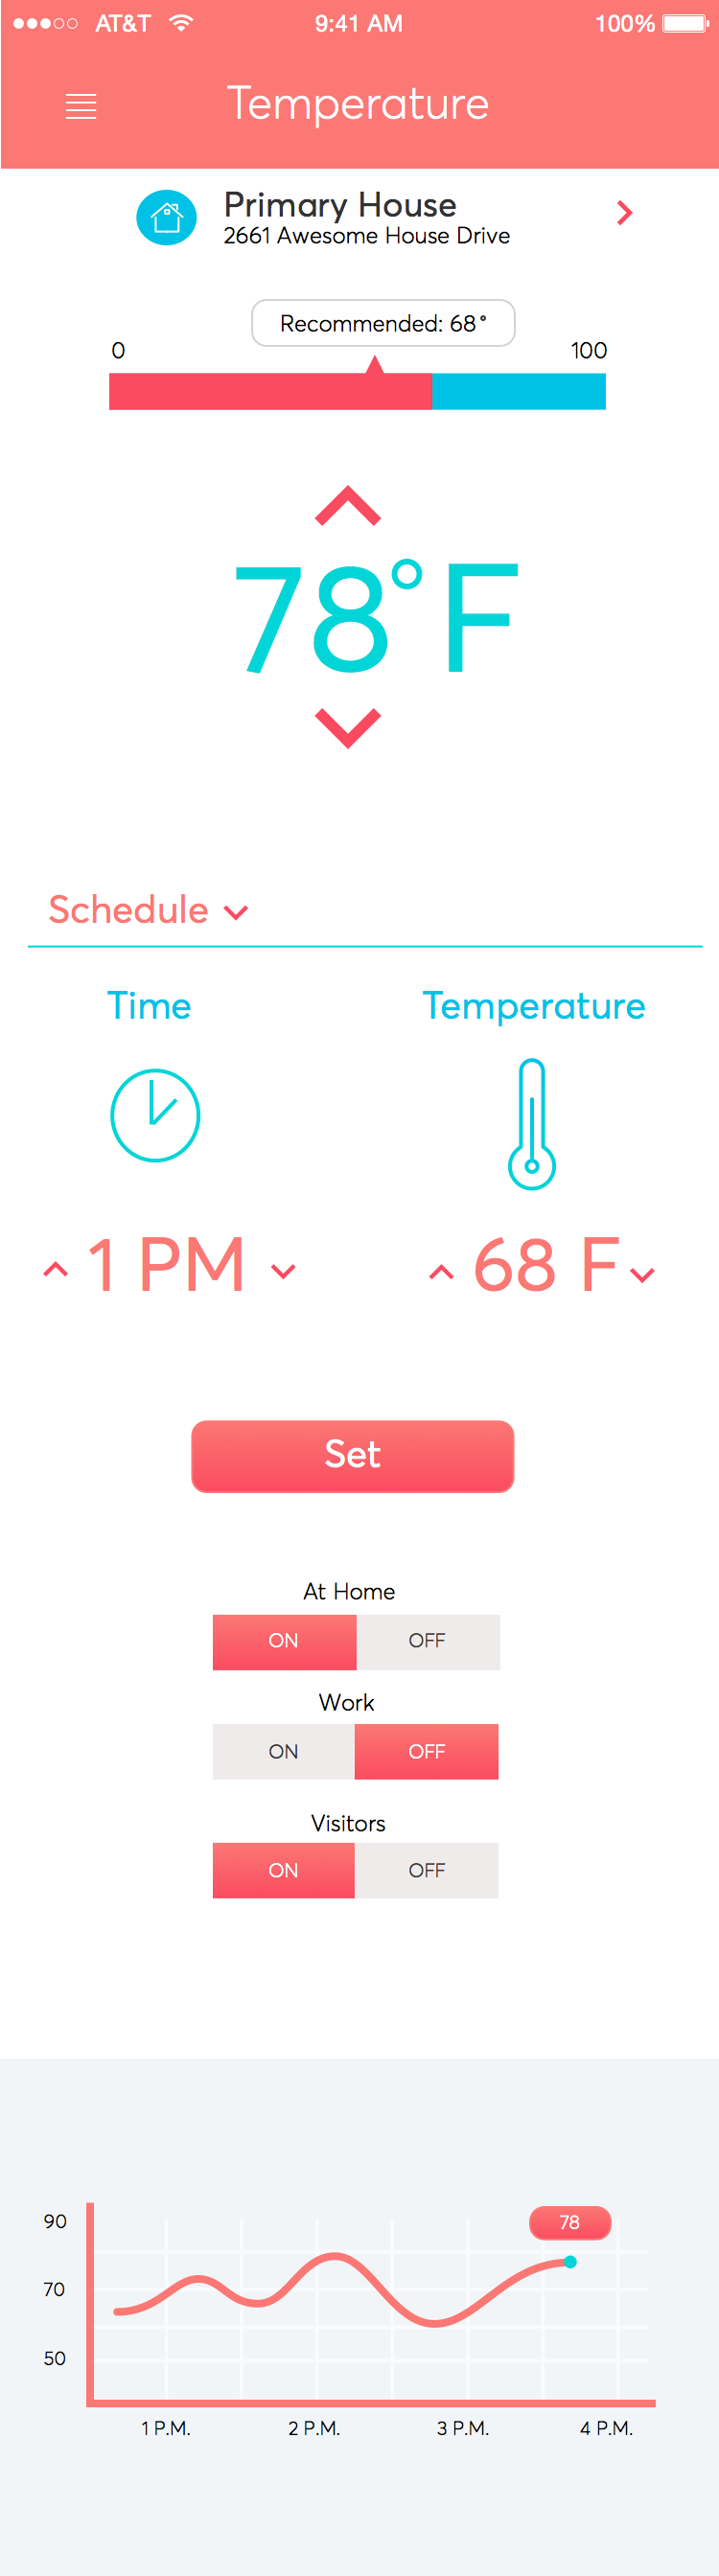 AT&T 9:41 AM 100%
Temperature
Primary House
2661 Awesome House Drive
Recommended: 68°
0 100
78° F
Schedule
Time Temperature
1 PM 68 F
Set
At Home
ON OFF
Work
ON OFF
Visitors
ON OFF
78
90
70
50
1 P.M. 2 P.M. 3 P.M. 4 P.M.